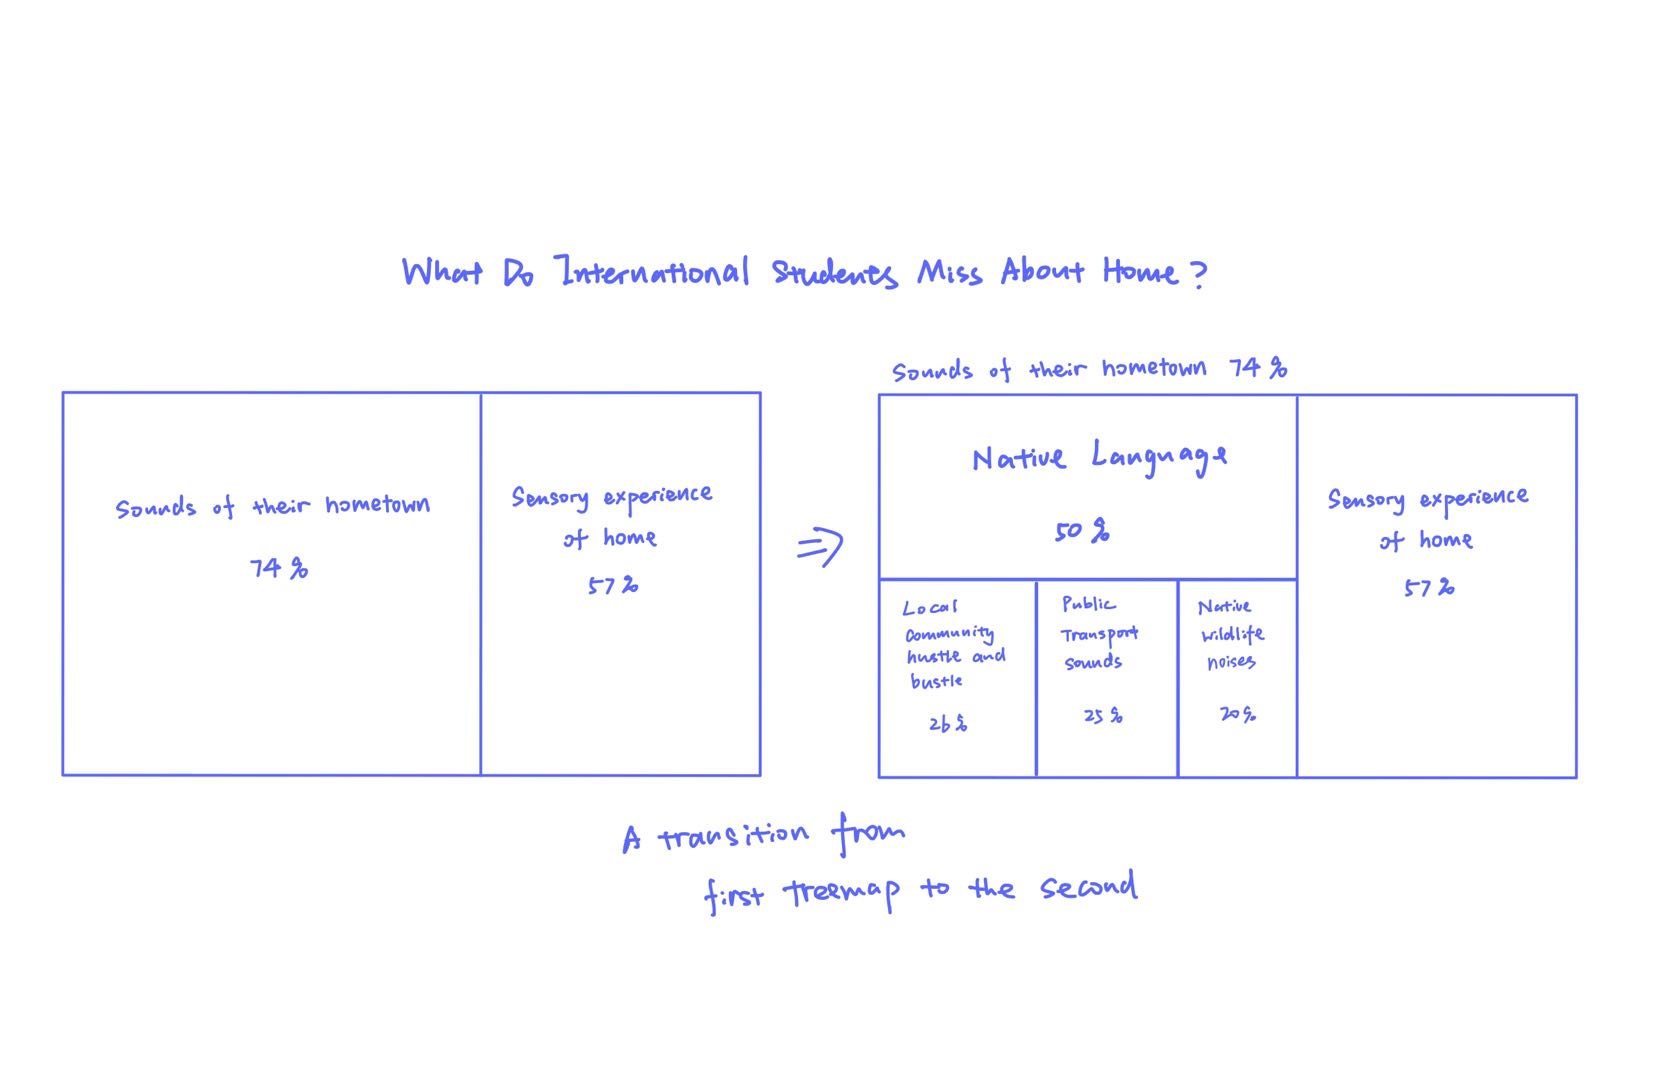 What Do International Students Miss About Home?
Sounds of their hometown
74%
Sensory experience
of home
57%
⇒
Sounds of their hometown 74%
Native Language
50%
Local
community
hustle and
bustle
26%
Public
Transport
sounds
25%
Native
wildlife
noises
20%
Sensory experience
of home
57%
A transition from
first treemap to the second